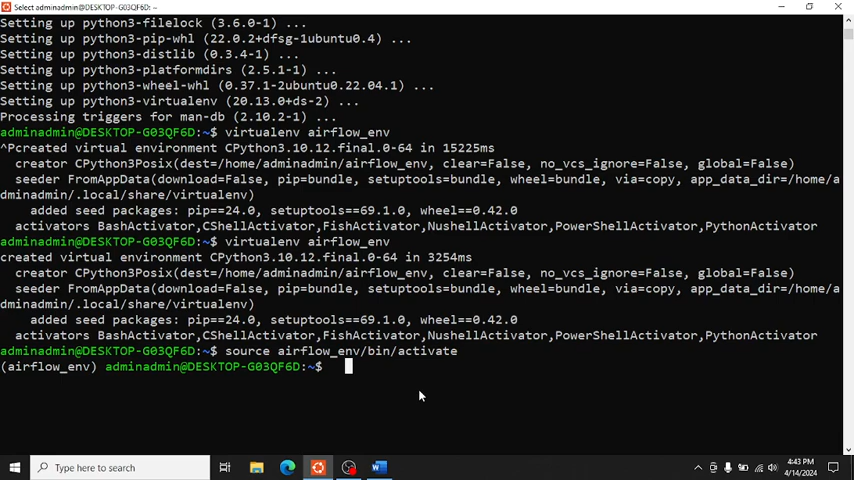 Select adminadmin@DESKTOP-G03QF6D: ~
Setting up python3-filelock (3.6.0-1) ...
Setting up python3-pip-whl (22.0.2+dfsg-1ubuntu0.4) ...
Setting up python3-distlib (0.3.4-1) ...
Setting up python3-platformdirs (2.5.1-1) ...
Setting up python3-wheel-whl (0.37.1-2ubuntu0.22.04.1) ...
Setting up python3-virtualenv (20.13.0+ds-2) ...
Processing triggers for man-db (2.10.2-1) ...
adminadmin@DESKTOP-G03QF6D:~$ virtualenv airflow_env
^Pcreated virtual environment CPython3.10.12.final.0-64 in 15225ms
creator CPython3Posix(dest=/home/adminadmin/airflow_env, clear=False, no_vcs_ignore=False, global=False)
seeder FromAppData(download=False, pip=bundle, setuptools=bundle, wheel=bundle, via=copy, app_data_dir=/home/a
dminadmin/.local/share/virtualenv)
added seed packages: pip==24.0, setuptools==69.1.0, wheel==0.42.0
activators BashActivator,CShellActivator,FishActivator,NushellActivator,PowerShellActivator,PythonActivator
adminadmin@DESKTOP-G03QF6D:~$ virtualenv airflow_env
created virtual environment CPython3.10.12.final.0-64 in 3254ms
creator CPython3Posix(dest=/home/adminadmin/airflow_env, clear=False, no_vcs_ignore=False, global=False)
seeder FromAppData(download=False, pip=bundle, setuptools=bundle, wheel=bundle, via=copy, app_data_dir=/home/a
dminadmin/.local/share/virtualenv)
added seed packages: pip==24.0, setuptools==69.1.0, wheel==0.42.0
activators BashActivator,CShellActivator,FishActivator,NushellActivator,PowerShellActivator,PythonActivator
adminadmin@DESKTOP-G03QF6D:~$ source airflow_env/bin/activate
(airflow_env) adminadmin@DESKTOP-G03QF6D:~$
Type here to search
4:43 PM
4/14/2024